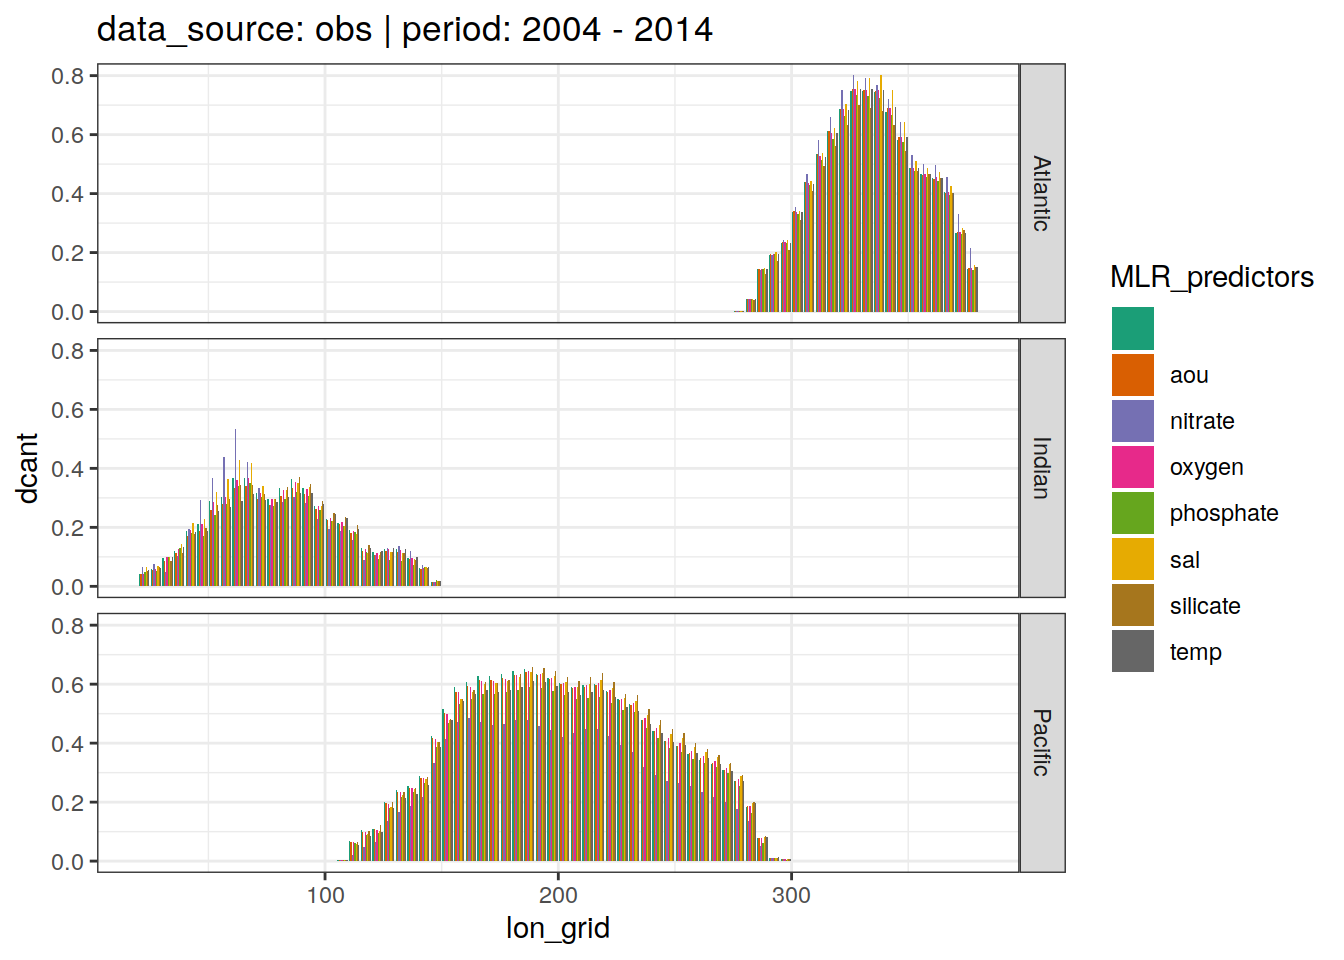 data_source: obs | period: 2004 - 2014
dcant
0.8
0.6
0.4
0.2
0.0
Atlantic
0.8
0.6
0.4
0.2
0.0
Indian
0.8
0.6
0.4
0.2
0.0
Pacific
100
200
300
lon_grid
MLR_predictors
aou
nitrate
oxygen
phosphate
sal
silicate
temp